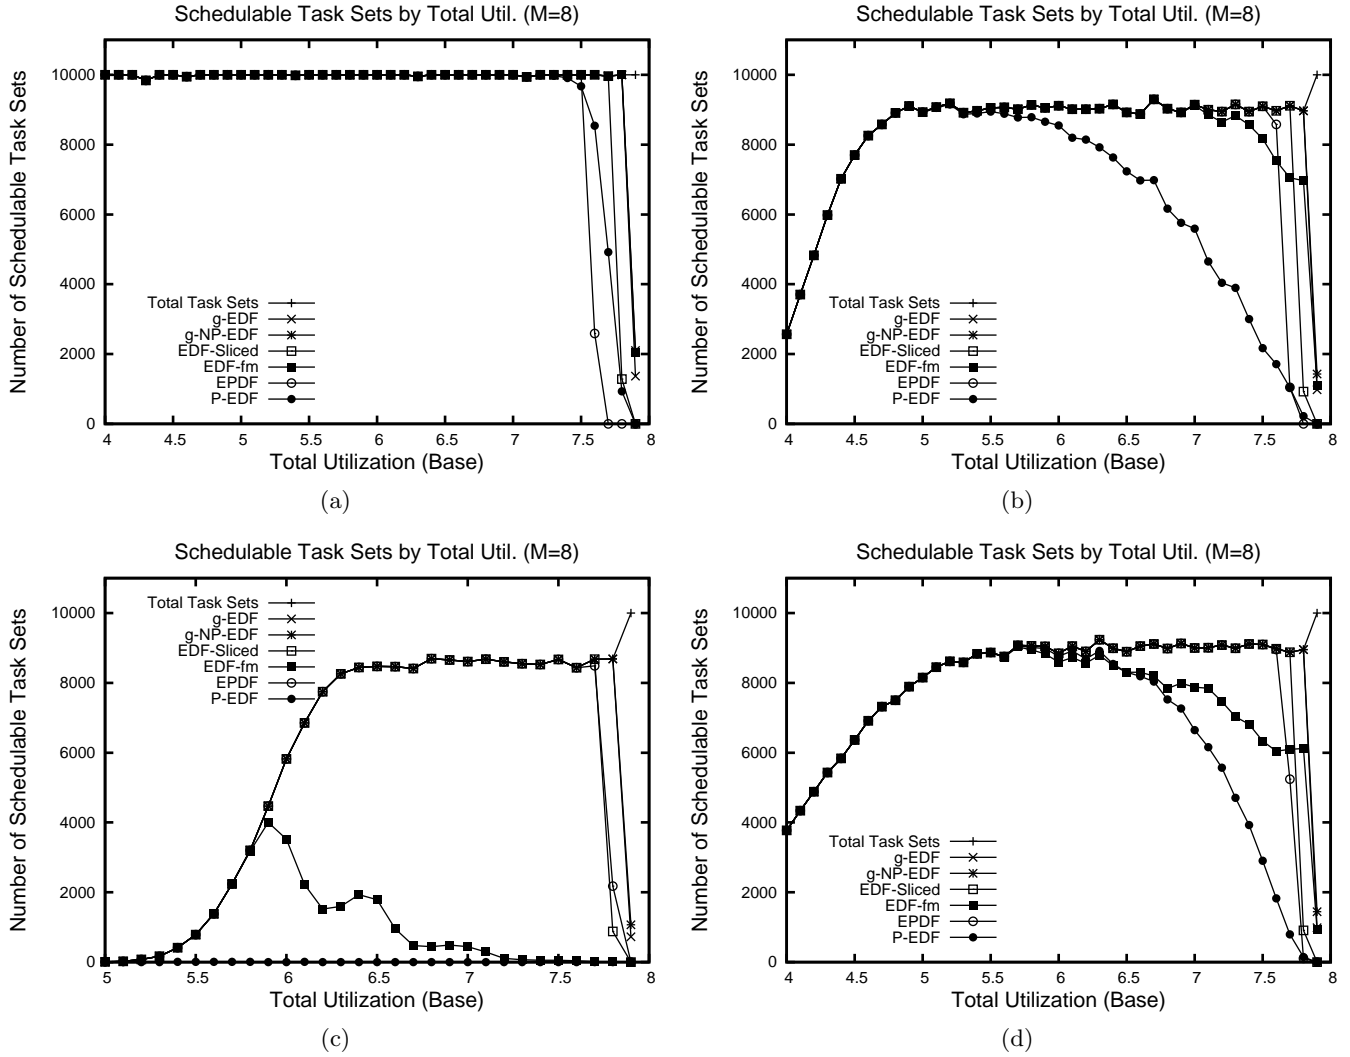 Schedulable Task Sets by Total Util. (M=8)
Number of Schedulable Task Sets
10000
8000
6000
4000
2000
0
Total Task Sets
g-EDF
g-NP-EDF
EDF-Sliced
EDF-fm
EPDF
P-EDF
4 4.5 5 5.5 6 6.5 7 7.5 8
Total Utilization (Base)
(a)
Schedulable Task Sets by Total Util. (M=8)
Number of Schedulable Task Sets
10000
8000
6000
4000
2000
0
Total Task Sets
g-EDF
g-NP-EDF
EDF-Sliced
EDF-fm
EPDF
P-EDF
4 4.5 5 5.5 6 6.5 7 7.5 8
Total Utilization (Base)
(b)
Schedulable Task Sets by Total Util. (M=8)
Number of Schedulable Task Sets
10000
8000
6000
4000
2000
0
Total Task Sets
g-EDF
g-NP-EDF
EDF-Sliced
EDF-fm
EPDF
P-EDF
5 5.5 6 6.5 7 7.5 8
Total Utilization (Base)
(c)
Schedulable Task Sets by Total Util. (M=8)
Number of Schedulable Task Sets
10000
8000
6000
4000
2000
0
Total Task Sets
g-EDF
g-NP-EDF
EDF-Sliced
EDF-fm
EPDF
P-EDF
4 4.5 5 5.5 6 6.5 7 7.5 8
Total Utilization (Base)
(d)